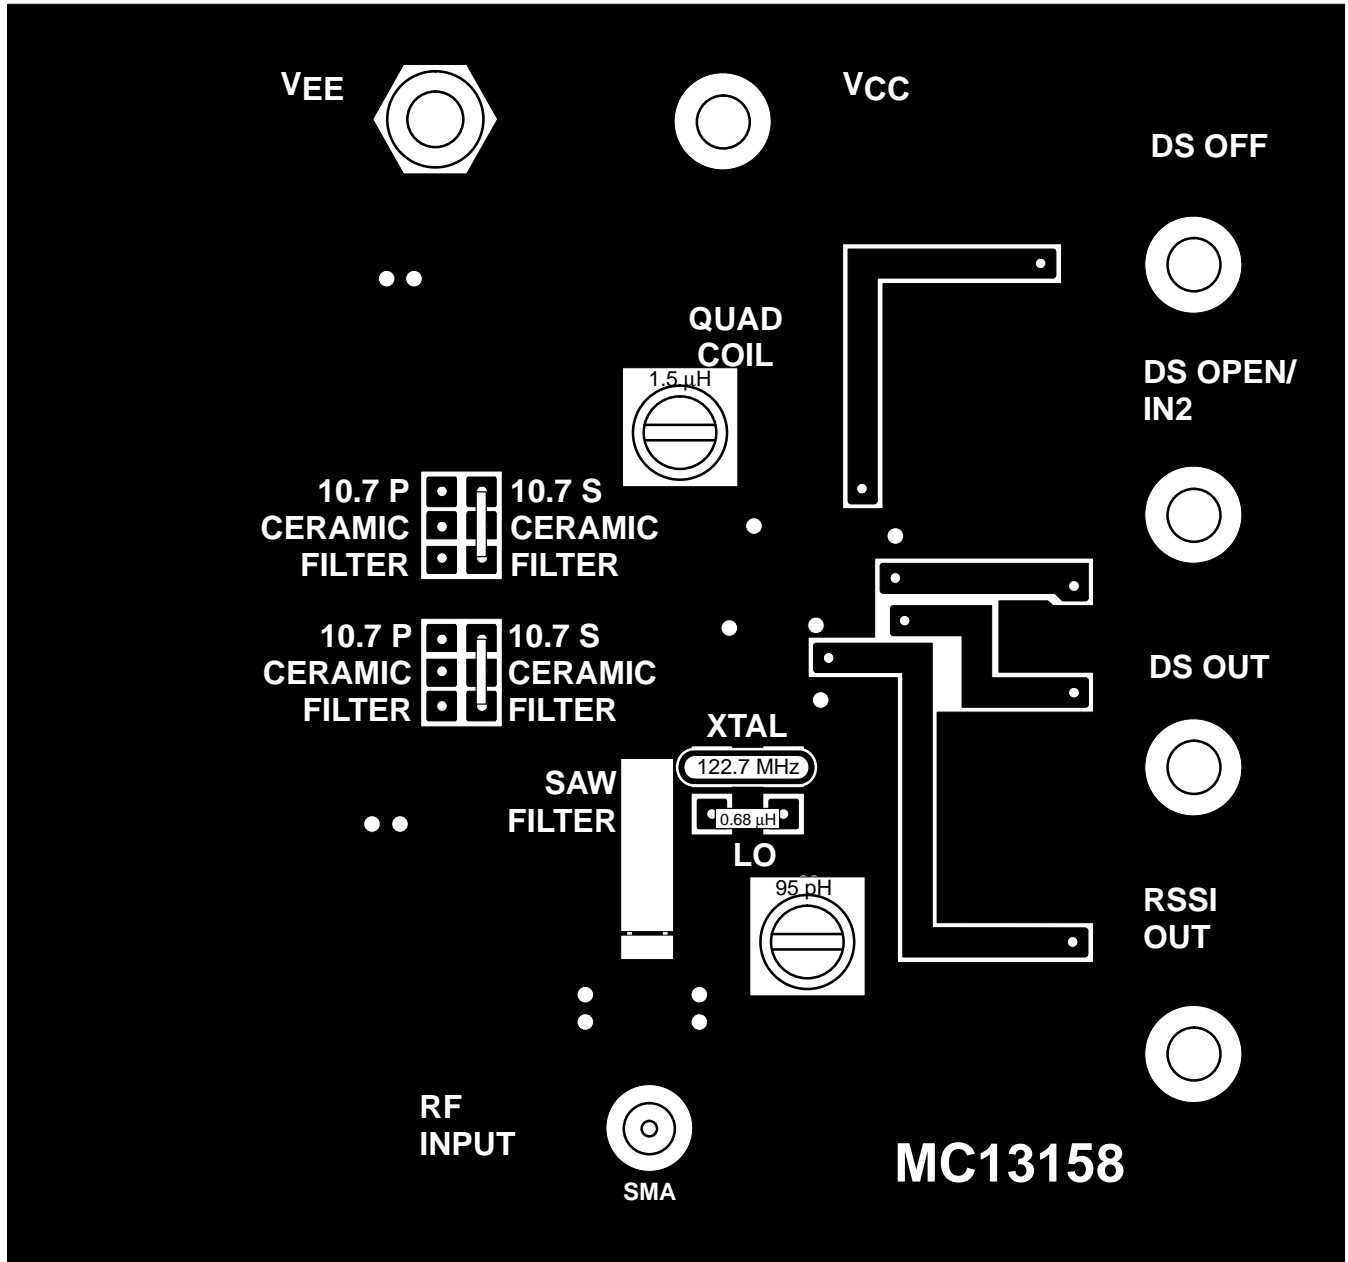 VEE
VCC
DS OFF
QUAD
COIL
1.5 µH
DS OPEN/
IN2
10.7 P
CERAMIC
FILTER
10.7 S
CERAMIC
FILTER
10.7 P
CERAMIC
FILTER
10.7 S
CERAMIC
FILTER
DS OUT
XTAL
122.7 MHz
SAW
FILTER
0.68 µH
LO
95 pH
RSSI
OUT
RF
INPUT
SMA
MC13158